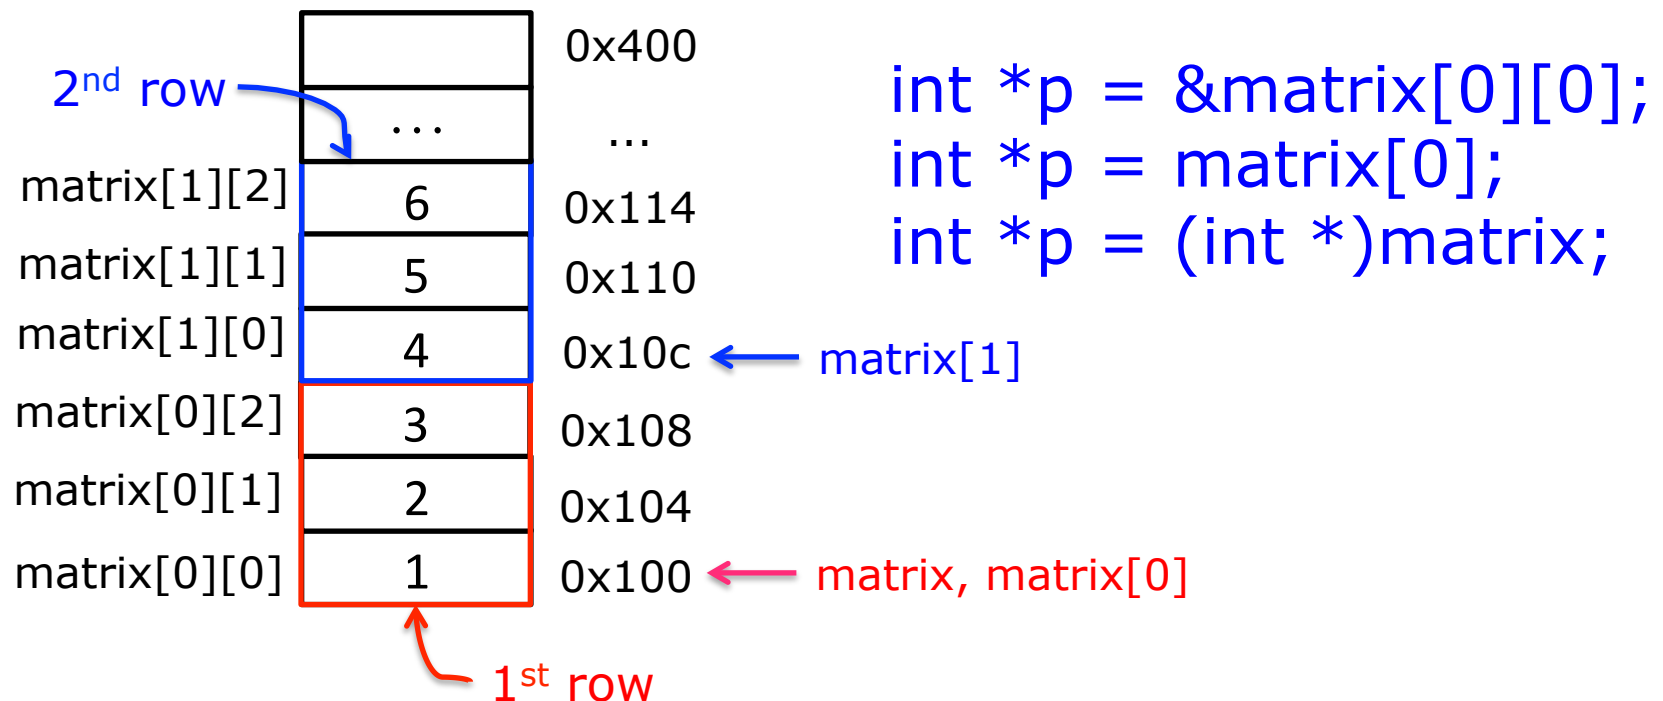 0x400
2nd row
...
...
matrix[1][2]
6
0x114
matrix[1][1]
5
0x110
matrix[1][0]
4
0x10c
matrix[1]
matrix[0][2]
3
0x108
matrix[0][1]
2
0x104
matrix[0][0]
1
0x100
matrix, matrix[0]
1st row
int *p = &matrix[0][0];
int *p = matrix[0];
int *p = (int *)matrix;